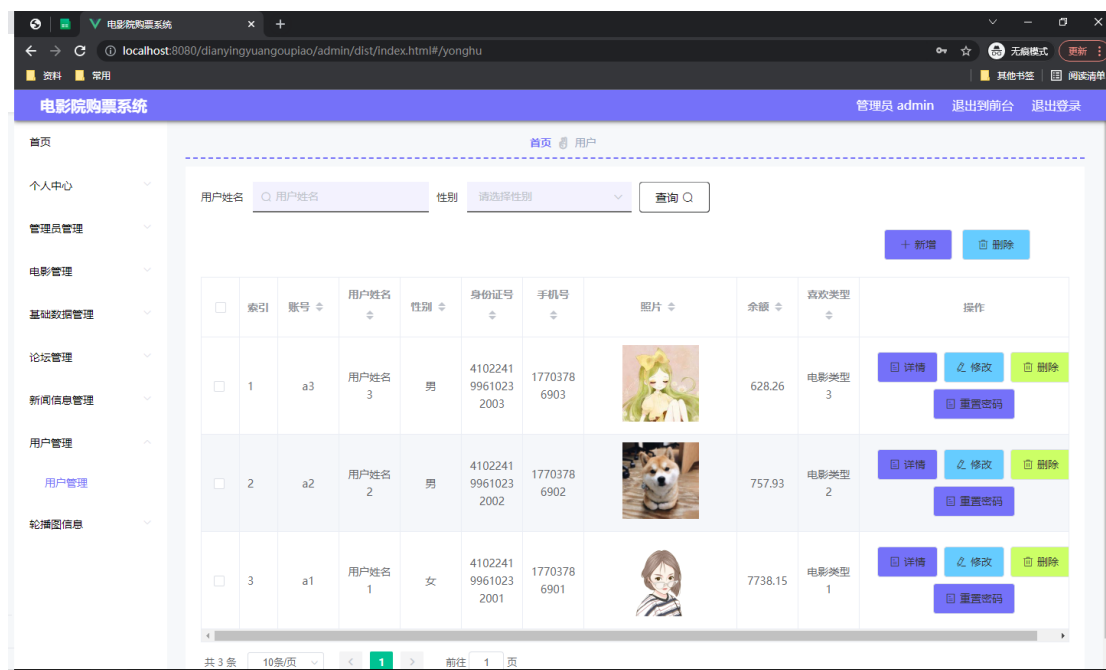 电影院购票系统
localhost:8080/dianyingyuangoupiao/admin/dist/index.html#/yonghu
无痕模式
更新
资料
常用
其他书签
阅读清单
电影院购票系统
管理员 admin
退出到前台
退出登录
首页
个人中心
管理员管理
电影管理
基础数据管理
论坛管理
新闻信息管理
用户管理
用户管理
轮播图信息
首页 用户
用户姓名 用户姓名 性别 请选择性别 查询
新增 删除
索引 账号 用户姓名 性别 身份证号 手机号 照片 余额 喜欢类型 操作
1 a3 用户姓名3 男 410224199610232003 17703786903 628.26 电影类型3 详情 修改 删除
重置密码
2 a2 用户姓名2 男 410224199610232002 17703786902 757.93 电影类型2 详情 修改 删除
重置密码
3 a1 用户姓名1 女 410224199610232001 17703786901 7738.15 电影类型1 详情 修改 删除
重置密码
共 3 条 10条/页 1 前往 1 页